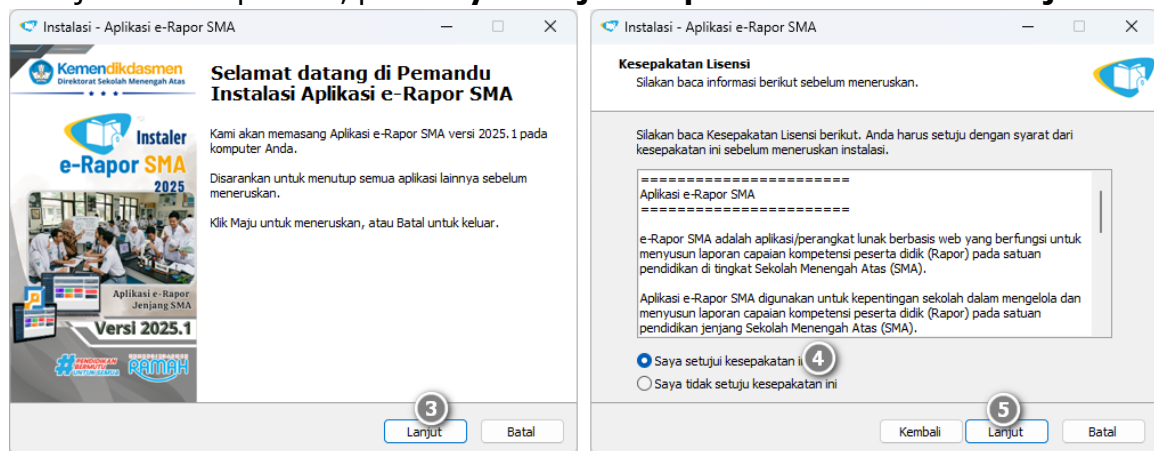 Instalasi - Aplikasi e-Rapor SMA
Kemendikdasmen
Direktorat Sekolah Menengah Atas
Instaler
e-Rapor SMA
2025
Aplikasi e-Rapor
Jenjang SMA
Versi 2025.1
#PENDIDIKAN
BERMUTU
UNTUK SEMUA
RAMAH
Selamat datang di Pemandu
Instalasi Aplikasi e-Rapor SMA
Kami akan memasang Aplikasi e-Rapor SMA versi 2025.1 pada
komputer Anda.
Disarankan untuk menutup semua aplikasi lainnya sebelum
meneruskan.
Klik Maju untuk meneruskan, atau Batal untuk keluar.
3
Lanjut
Batal
Instalasi - Aplikasi e-Rapor SMA
Kesepakatan Lisensi
Silakan baca informasi berikut sebelum meneruskan.
Silakan baca Kesepakatan Lisensi berikut. Anda harus setuju dengan syarat dari
kesepakatan ini sebelum meneruskan instalasi.
=======================
Aplikasi e-Rapor SMA
=======================
e-Rapor SMA adalah aplikasi/perangkat lunak berbasis web yang berfungsi untuk
menyusun laporan capaian kompetensi peserta didik (Rapor) pada satuan
pendidikan di tingkat Sekolah Menengah Atas (SMA).
Aplikasi e-Rapor SMA digunakan untuk kepentingan sekolah dalam mengelola dan
menyusun laporan capaian kompetensi peserta didik (Rapor) pada satuan
pendidikan jenjang Sekolah Menengah Atas (SMA).
Saya setujui kesepakatan i
4
Saya tidak setuju kesepakatan ini
5
Kembali
Lanjut
Batal